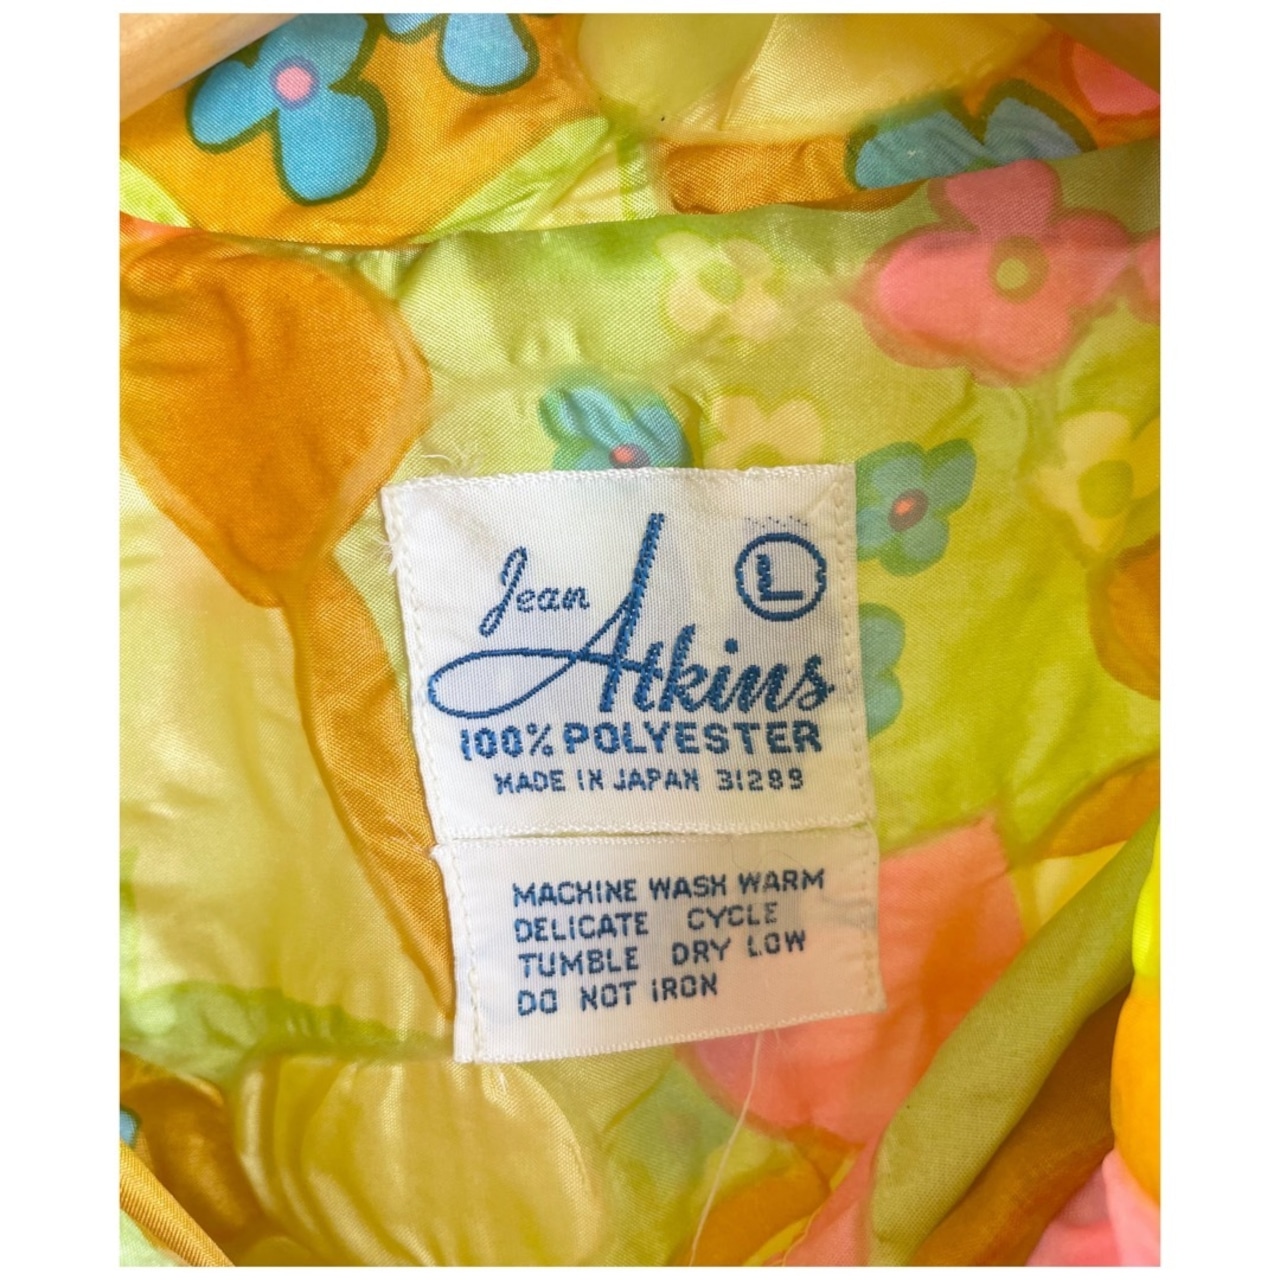 Jean
L
Atkins
100% POLYESTER
MADE IN JAPAN 31289
MACHINE WASH WARM
DELICATE CYCLE
TUMBLE DRY LOW
DO NOT IRON